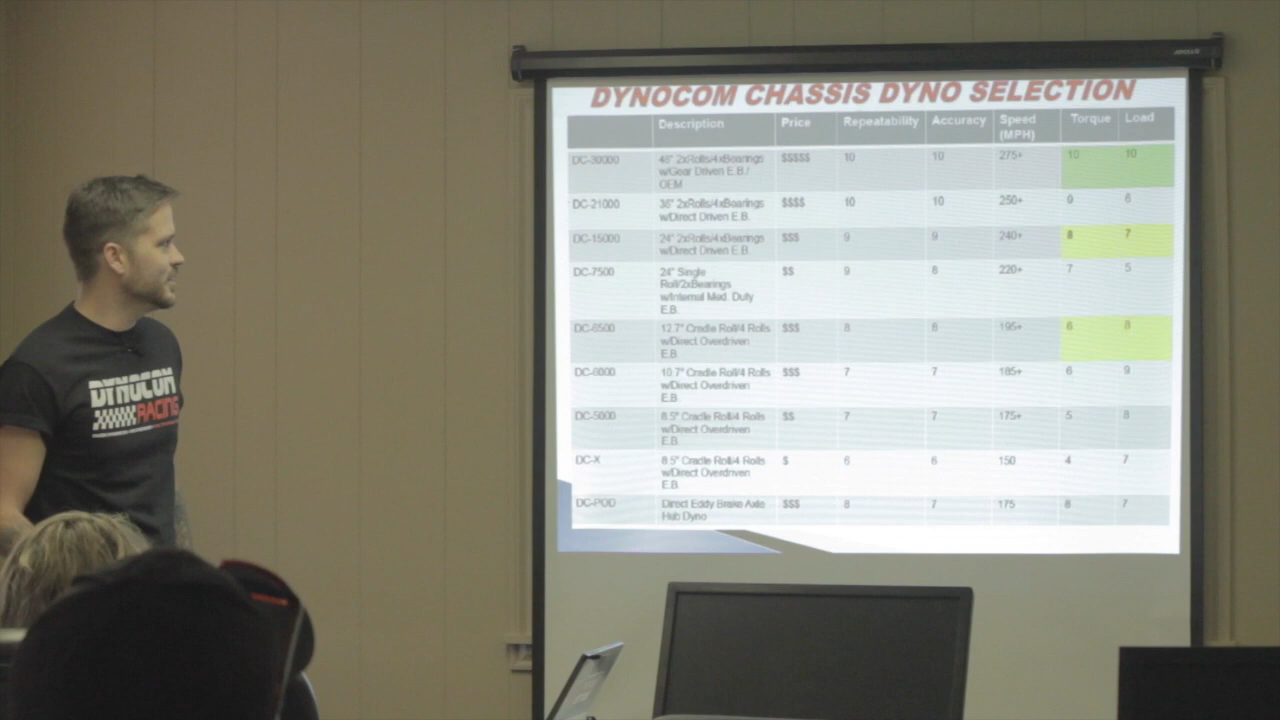 DYNOCOM CHASSIS DYNO SELECTION
Description Price Repeatability Accuracy Speed (MPH) Torque Load
DC-30000 48" 2xRolls/4xBearings w/Gear Driven E.B./ OEM $$$$$ 10 10 275+ 10 10
DC-21000 36" 2xRolls/4xBearings w/Direct Driven E.B. $$$$ 10 10 250+ 9 6
DC-15000 24" 2xRolls/4xBearings w/Direct Driven E.B. $$$ 9 9 240+ 8 7
DC-7500 24" Single Roll/2xBearings w/Internal Med. Duty E.B. $$ 9 8 220+ 7 5
DC-6500 12.7" Cradle Roll/4 Rolls w/Direct Overdriven E.B $$$ 8 8 195+ 6 8
DC-6000 10.7" Cradle Roll/4 Rolls w/Direct Overdriven E.B. $$$ 7 7 185+ 6 9
DC-5000 8.5" Cradle Roll/4 Rolls w/Direct Overdriven E.B. $$ 7 7 175+ 5 8
DC-X 8.5" Cradle Roll/4 Rolls w/Direct Overdriven E.B. $ 6 6 150 4 7
DC-POD Direct Eddy Brake Axle Hub Dyno $$$ 8 7 175 8 7
DYNOCOM
RACING